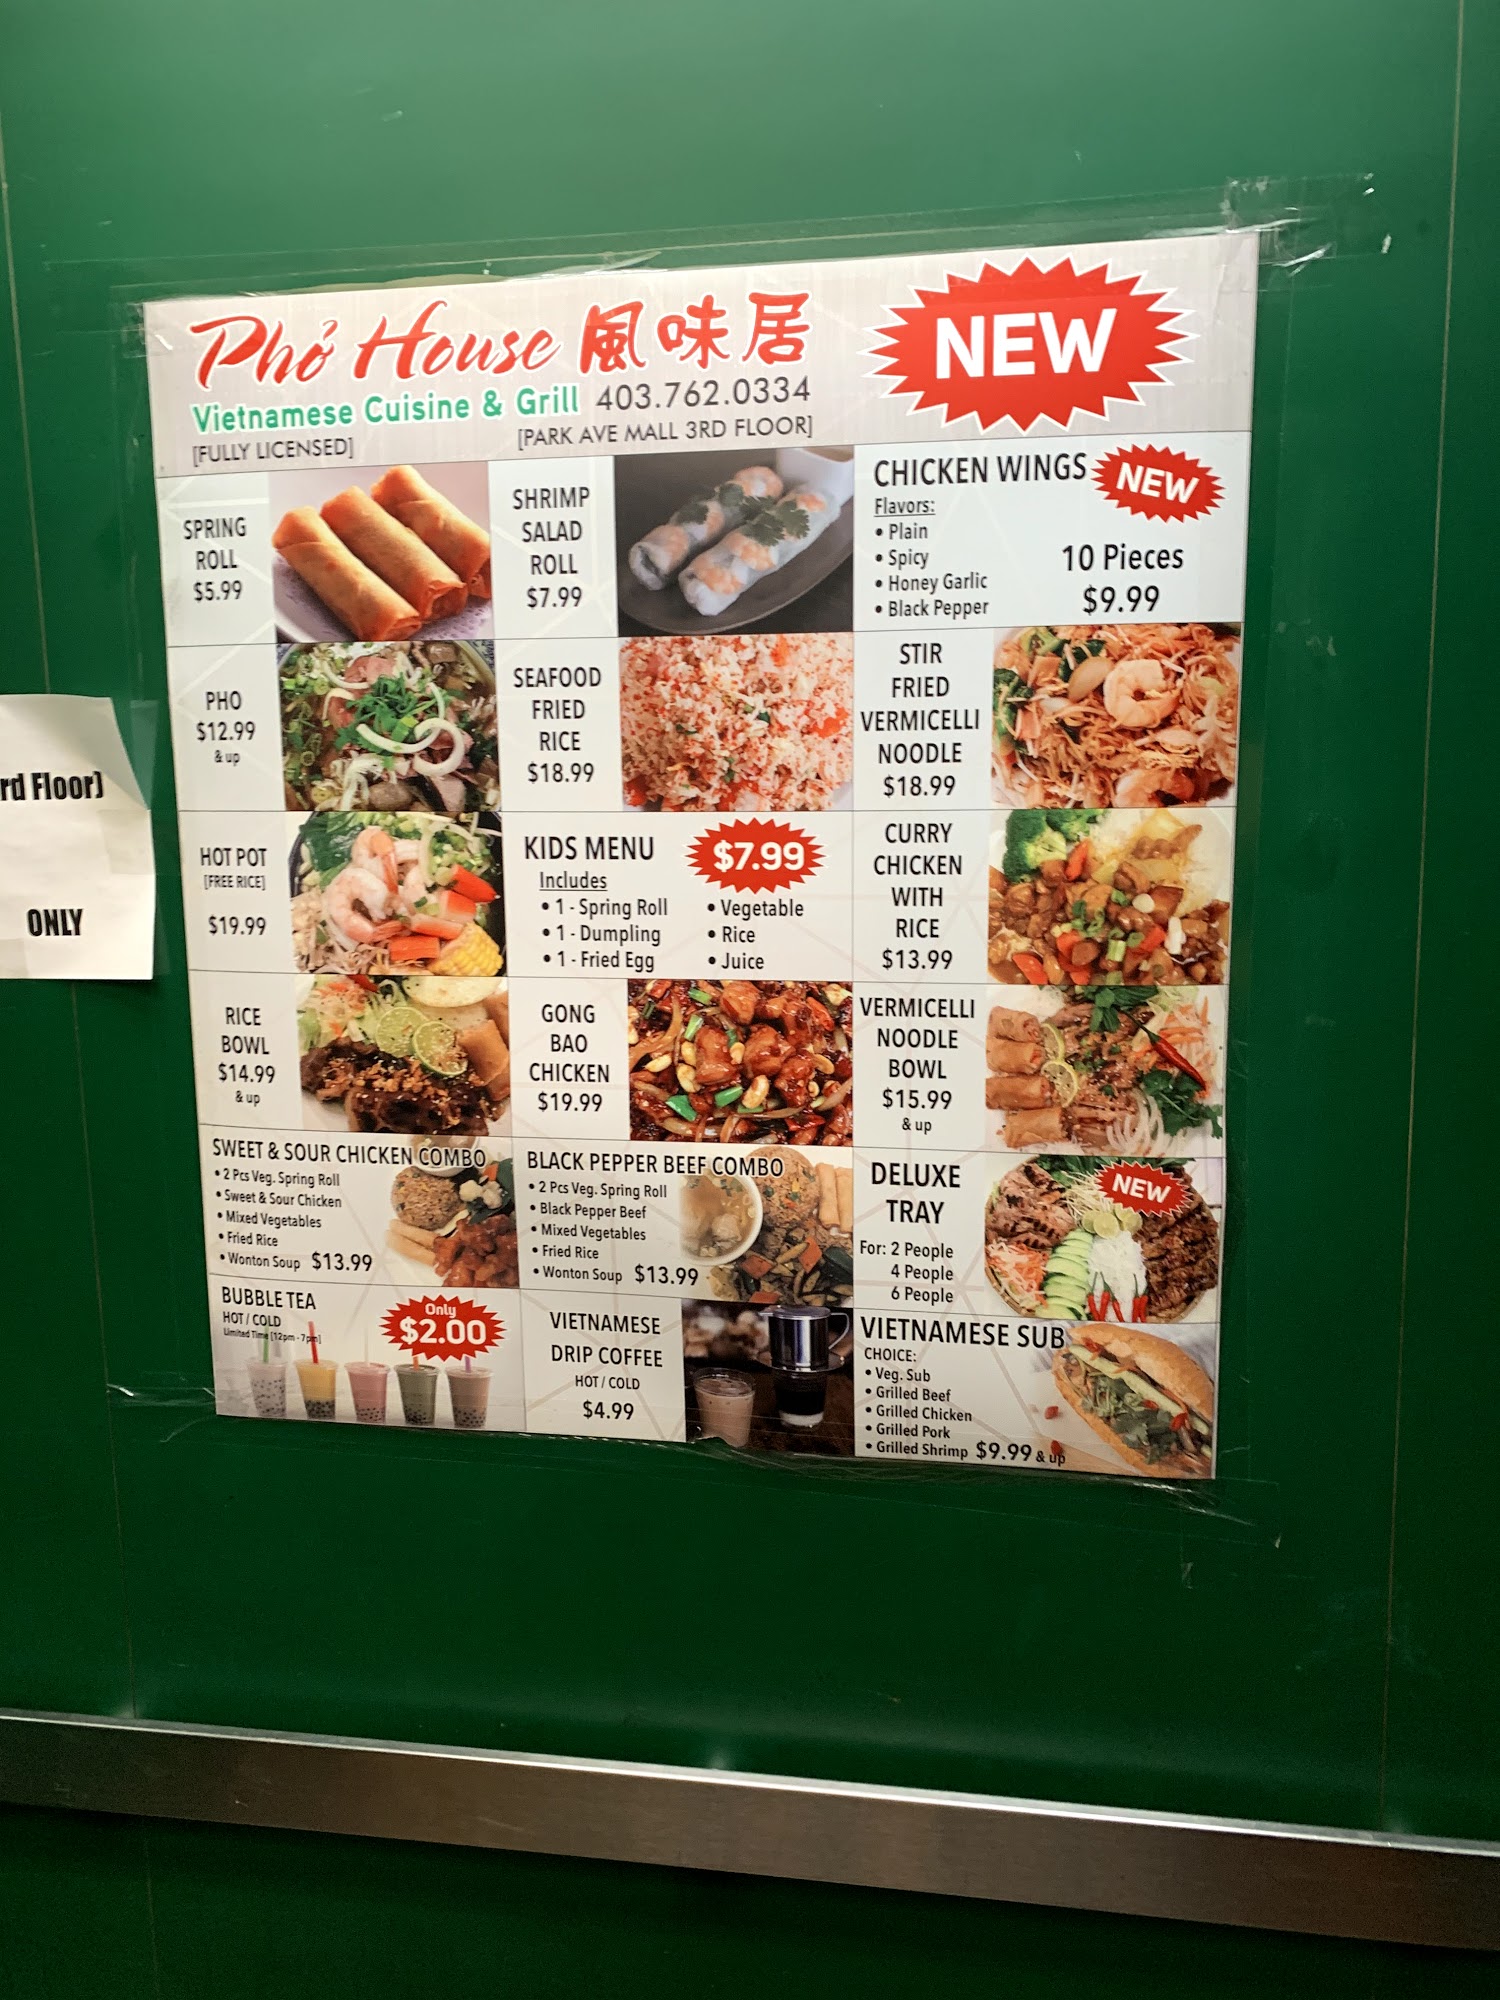 Phở House 風味居
Vietnamese Cuisine & Grill 403.762.0334
[FULLY LICENSED] [PARK AVE MALL 3RD FLOOR]
NEW
SPRING
ROLL
$5.99
SHRIMP
SALAD
ROLL
$7.99
CHICKEN WINGS
NEW
Flavors:
• Plain
• Spicy
• Honey Garlic
• Black Pepper
10 Pieces
$9.99
PHO
$12.99
& up
SEAFOOD
FRIED
RICE
$18.99
STIR
FRIED
VERMICELLI
NOODLE
$18.99
HOT POT
[FREE RICE]
$19.99
KIDS MENU
$7.99
Includes
• 1 - Spring Roll
• 1 - Dumpling
• 1 - Fried Egg
• Vegetable
• Rice
• Juice
CURRY
CHICKEN
WITH
RICE
$13.99
RICE
BOWL
$14.99
& up
GONG
BAO
CHICKEN
$19.99
VERMICELLI
NOODLE
BOWL
$15.99
& up
SWEET & SOUR CHICKEN COMBO
• 2 Pcs Veg. Spring Roll
• Sweet & Sour Chicken
• Mixed Vegetables
• Fried Rice
• Wonton Soup $13.99
BLACK PEPPER BEEF COMBO
• 2 Pcs Veg. Spring Roll
• Black Pepper Beef
• Mixed Vegetables
• Fried Rice
• Wonton Soup $13.99
DELUXE
TRAY
NEW
For: 2 People
4 People
6 People
BUBBLE TEA
HOT / COLD
Limited Time [12pm - 7pm]
Only
$2.00
VIETNAMESE
DRIP COFFEE
HOT / COLD
$4.99
VIETNAMESE SUB
CHOICE:
• Veg. Sub
• Grilled Beef
• Grilled Chicken
• Grilled Pork
• Grilled Shrimp $9.99 & up
rd Floor)
ONLY